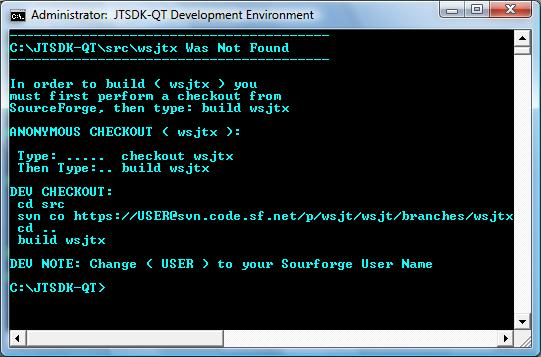 Administrator: JTSDK-QT Development Environment
C:\JTSDK-QT\src\wsjtx Was Not Found
In order to build ( wsjtx ) you
must first perform a checkout from
SourceForge, then type: build wsjtx
ANONYMOUS CHECKOUT ( wsjtx ):
Type: ..... checkout wsjtx
Then Type:.. build wsjtx
DEV CHECKOUT:
cd src
svn co https://USER@svn.code.sf.net/p/wsjt/wsjt/branches/wsjtx
cd ..
build wsjtx
DEV NOTE: Change ( USER ) to your Sourforge User Name
C:\JTSDK-QT>